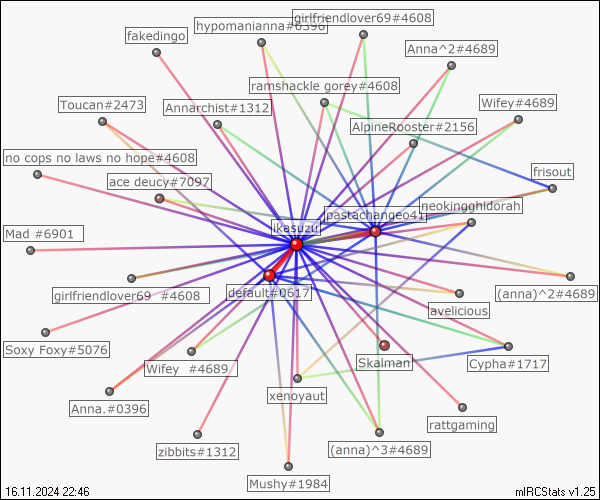 girlfriendlover69#4608
hypomanianna#0396
fakedingo
Anna^2#4689
ramshackle gorey#4608
Toucan#2473
Annarchist#1312
Wifey#4689
AlpineRooster#2156
no cops no laws no hope#4608
frisout
ace deucy#7097
neokingghidorah
pastachangeo41
likasuzu
Mad #6901
default#0617
girlfriendlover69 #4608
(anna)^2#4689
avelicious
Soxy Foxy#5076
Wifey #4689
Skalman
Cypha#1717
xenoyaut
Anna.#0396
rattgaming
zibbits#1312
(anna)^3#4689
Mushy#1984
16.11.2024 22:46
mIRCStats v1.25